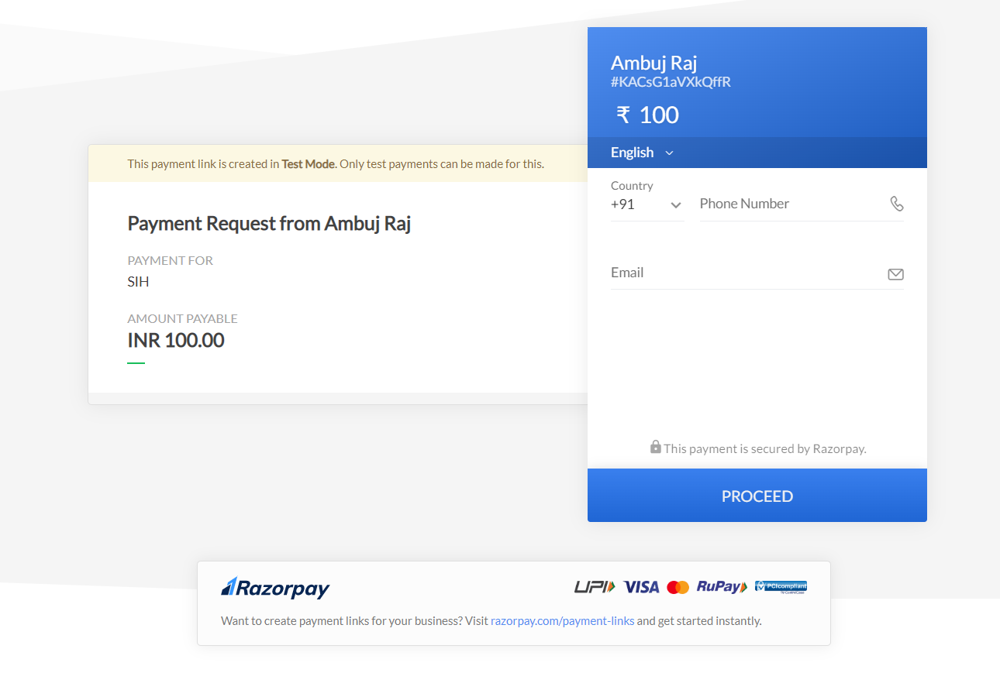 This payment link is created in Test Mode. Only test payments can be made for this.
Payment Request from Ambuj Raj
PAYMENT FOR
SIH
AMOUNT PAYABLE
INR 100.00
Ambuj Raj
#KACsG1aVXkQffR
₹ 100
English
Country
+91
Phone Number
Email
This payment is secured by Razorpay.
PROCEED
Razorpay
UPI VISA RuPay PCIcompliant
Want to create payment links for your business? Visit razorpay.com/payment-links and get started instantly.